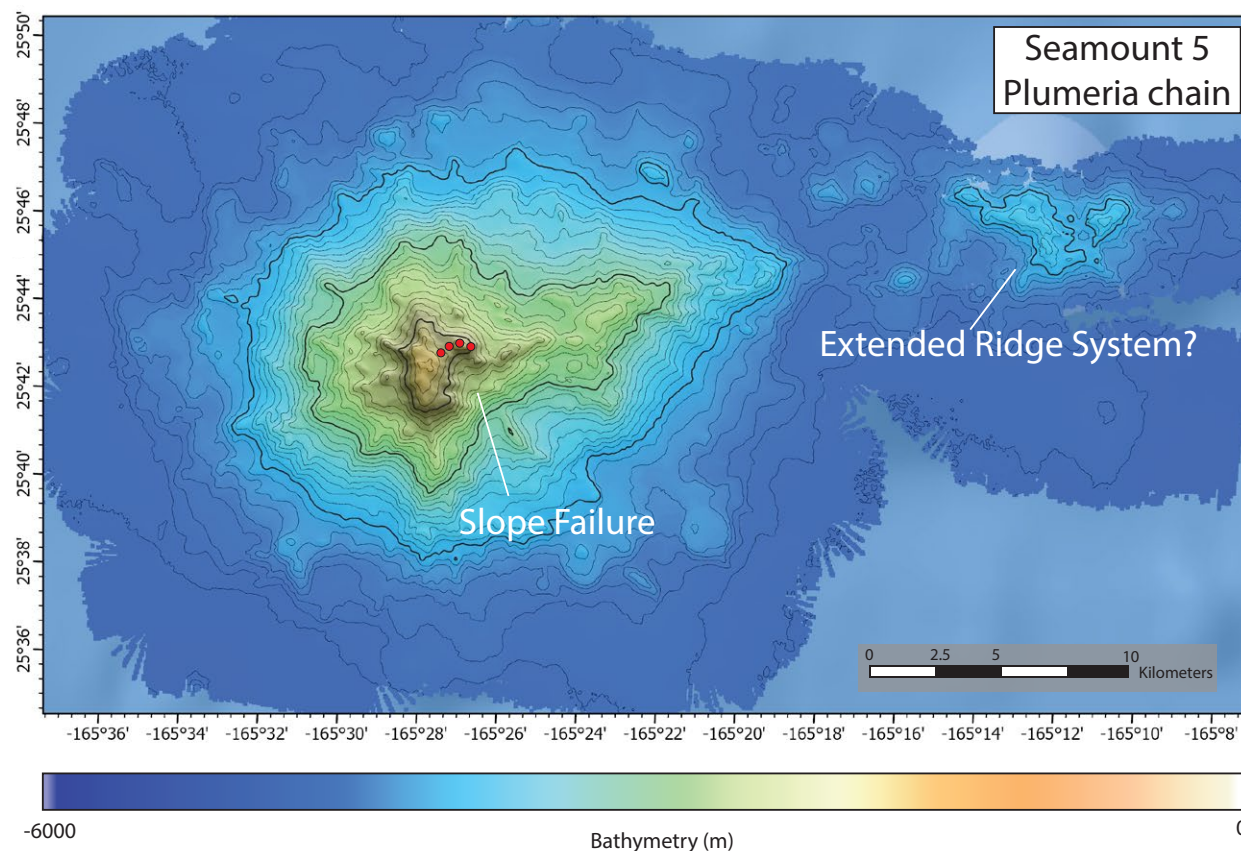 Seamount 5
Plumeria chain
25°50'
25°48'
25°46'
25°44'
25°42'
25°40'
25°38'
25°36'
Extended Ridge System?
Slope Failure
0 2.5 5 10
Kilometers
-165°36' -165°34' -165°32' -165°30' -165°28' -165°26' -165°24' -165°22' -165°20' -165°18' -165°16' -165°14' -165°12' -165°10' -165°8'
-6000 0
Bathymetry (m)